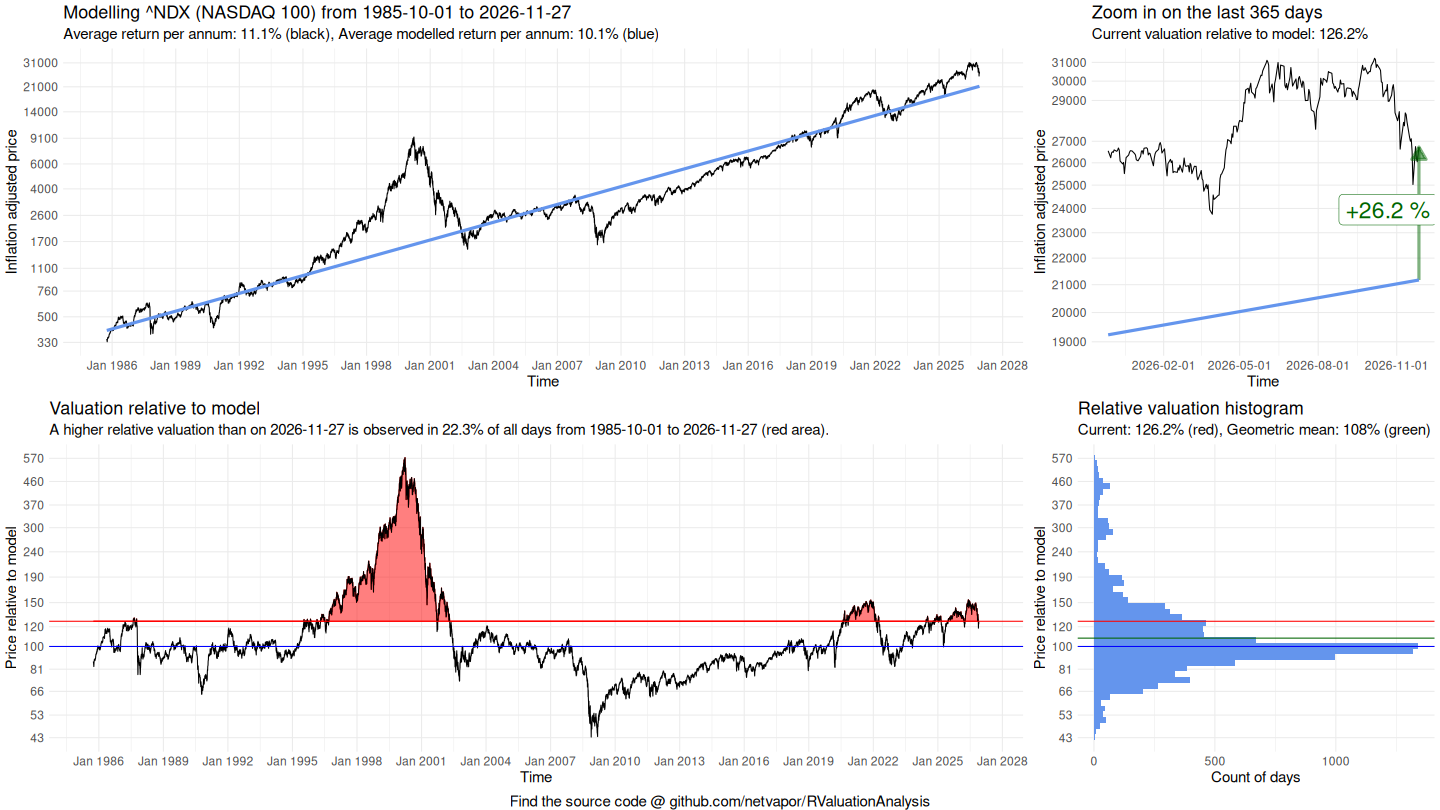 Modelling ^NDX (NASDAQ 100) from 1985-10-01 to 2026-11-27
Average return per annum: 11.1% (black), Average modelled return per annum: 10.1% (blue)
Inflation adjusted price
31000
21000
14000
9100
6000
4000
2600
1700
1100
760
500
330
Jan 1986 Jan 1989 Jan 1992 Jan 1995 Jan 1998 Jan 2001 Jan 2004 Jan 2007 Jan 2010 Jan 2013 Jan 2016 Jan 2019 Jan 2022 Jan 2025 Jan 2028
Time
Zoom in on the last 365 days
Current valuation relative to model: 126.2%
Inflation adjusted price
31000
30000
29000
27000
26000
25000
24000
23000
22000
21000
20000
19000
+26.2 %
2026-02-01 2026-05-01 2026-08-01 2026-11-01
Time
Valuation relative to model
A higher relative valuation than on 2026-11-27 is observed in 22.3% of all days from 1985-10-01 to 2026-11-27 (red area).
Price relative to model
570
460
370
300
240
190
150
120
100
81
66
53
43
Jan 1986 Jan 1989 Jan 1992 Jan 1995 Jan 1998 Jan 2001 Jan 2004 Jan 2007 Jan 2010 Jan 2013 Jan 2016 Jan 2019 Jan 2022 Jan 2025 Jan 2028
Time
Relative valuation histogram
Current: 126.2% (red), Geometric mean: 108% (green)
Price relative to model
570
460
370
300
240
190
150
120
100
81
66
53
43
0 500 1000
Count of days
Find the source code @ github.com/netvapor/RValuationAnalysis